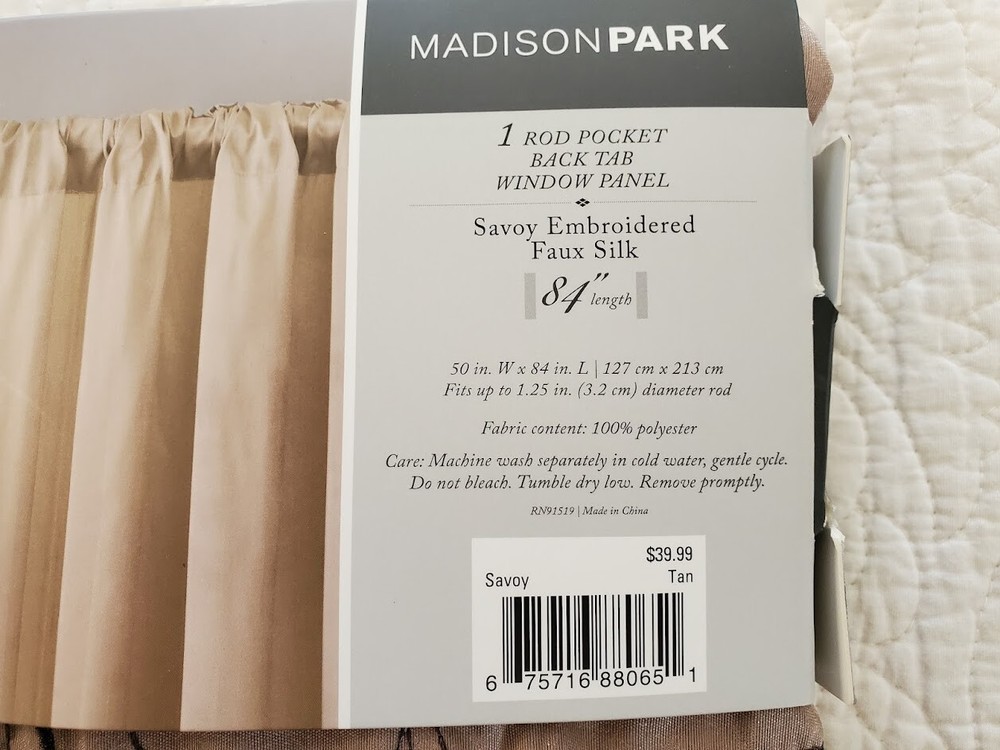 MADISONPARK
1 ROD POCKET
BACK TAB
WINDOW PANEL
Savoy Embroidered
Faux Silk
84" length
50 in. W x 84 in. L | 127 cm x 213 cm
Fits up to 1.25 in. (3.2 cm) diameter rod
Fabric content: 100% polyester
Care: Machine wash separately in cold water, gentle cycle.
Do not bleach. Tumble dry low. Remove promptly.
RN91519 | Made in China
$39.99
Savoy Tan
6 75716 88065 1